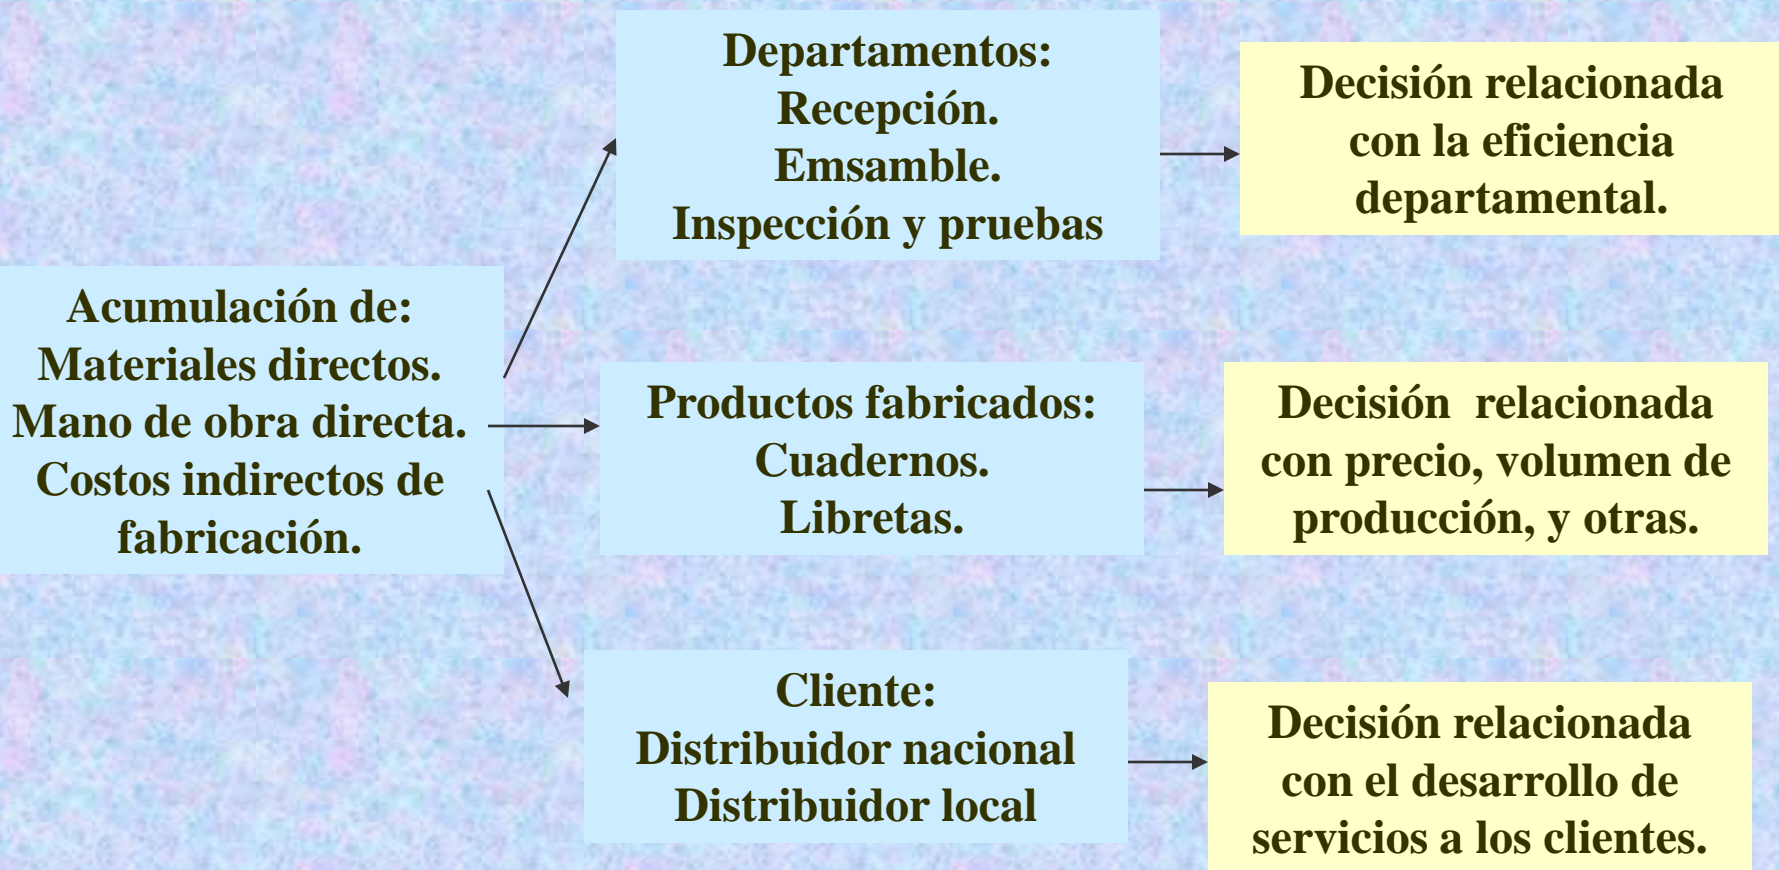 Departamentos:
Recepción.
Emsamble.
Inspección y pruebas
Decisión relacionada
con la eficiencia
departamental.
Acumulación de:
Materiales directos.
Mano de obra directa.
Costos indirectos de
fabricación.
Productos fabricados:
Cuadernos.
Libretas.
Decisión relacionada
con precio, volumen de
producción, y otras.
Cliente:
Distribuidor nacional
Distribuidor local
Decisión relacionada
con el desarrollo de
servicios a los clientes.